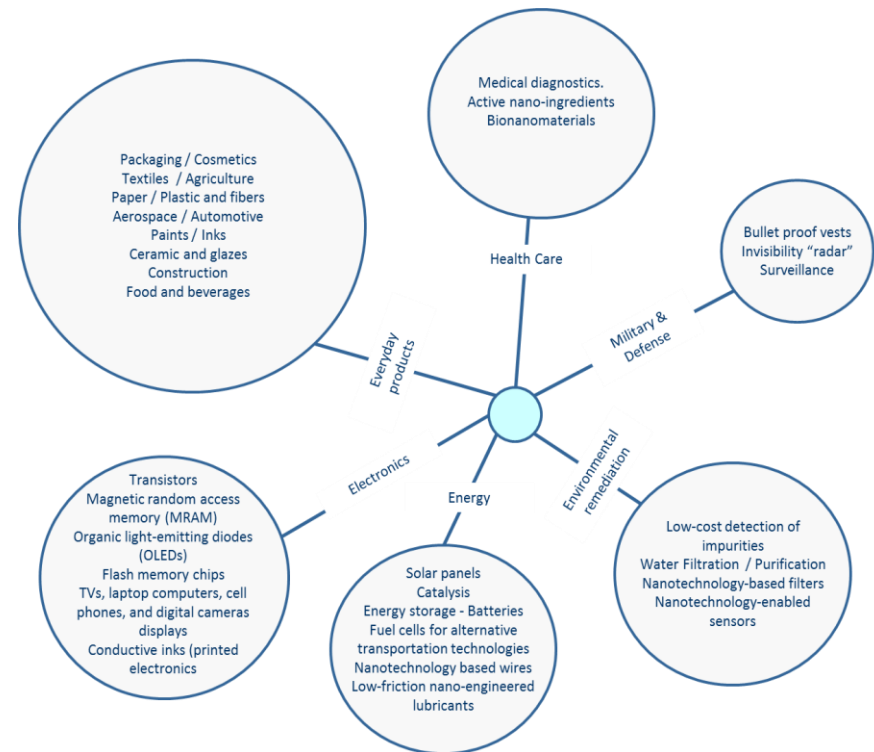 Medical diagnostics.
Active nano-ingredients
Bionanomaterials
Packaging / Cosmetics
Textiles / Agriculture
Paper / Plastic and fibers
Aerospace / Automotive
Paints / Inks
Ceramic and glazes
Construction
Food and beverages
Bullet proof vests
Invisibility “radar”
Surveillance
Health Care
Military &
Defense
Everyday
products
Electronics
Energy
Environmental
remediation
Transistors
Magnetic random access
memory (MRAM)
Organic light-emitting diodes
(OLEDs)
Flash memory chips
TVs, laptop computers, cell
phones, and digital cameras
displays
Conductive inks (printed
electronics
Solar panels
Catalysis
Energy storage - Batteries
Fuel cells for alternative
transportation technologies
Nanotechnology based wires
Low-friction nano-engineered
lubricants
Low-cost detection of
impurities
Water Filtration / Purification
Nanotechnology-based filters
Nanotechnology-enabled
sensors